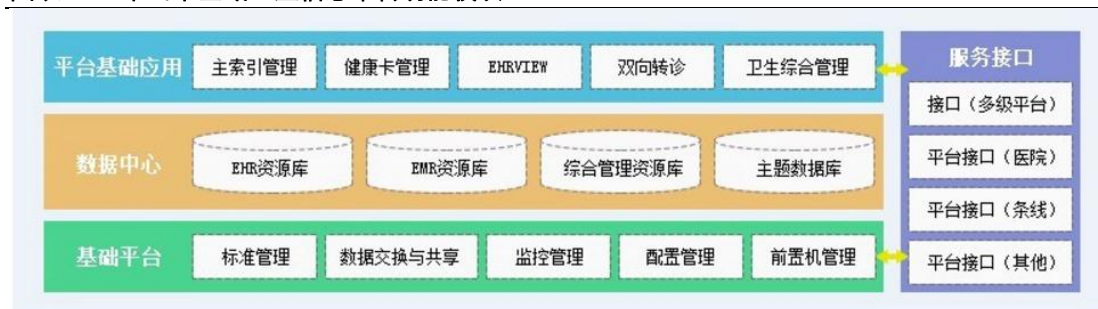 平台基础应用 主索引管理 健康卡管理 EHRVIEW 双向转诊 卫生综合管理
数据中心 EHR资源库 EMR资源库 综合管理资源库 主题数据库
基础平台 标准管理 数据交换与共享 监控管理 配置管理 前置机管理
服务接口
接口（多级平台）
平台接口（医院）
平台接口（条线）
平台接口（其他）